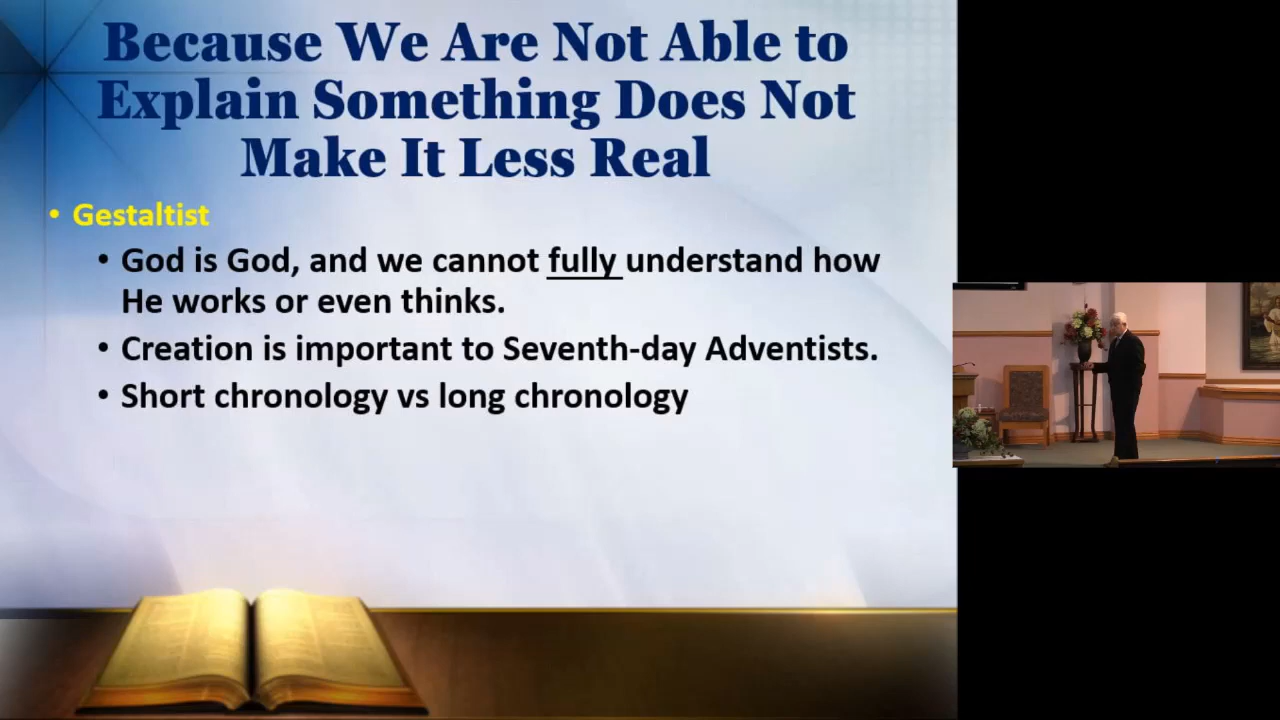 Because We Are Not Able to
Explain Something Does Not
Make It Less Real
• Gestaltist
• God is God, and we cannot fully understand how
He works or even thinks.
• Creation is important to Seventh-day Adventists.
• Short chronology vs long chronology